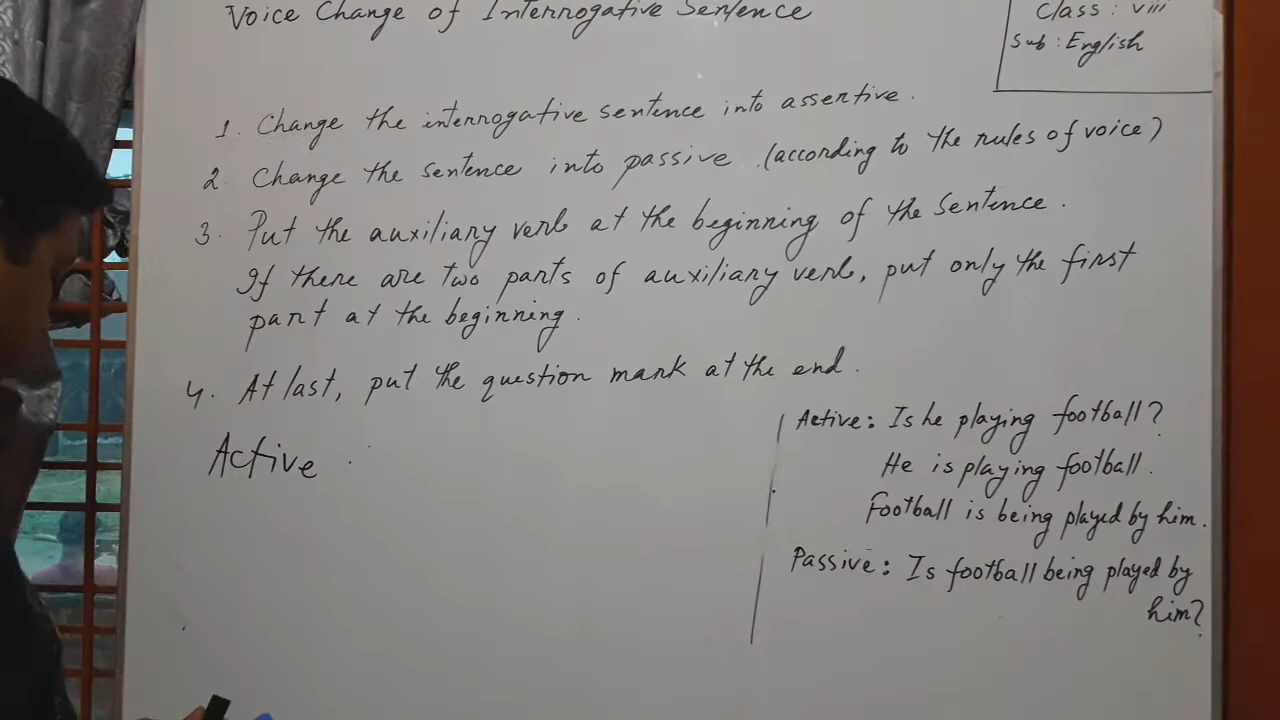 Voice Change of Interrogative Sentence
Class : viii
Sub : English
1. Change the interrogative sentence into assertive.
2. Change the sentence into passive. (according to the rules of voice)
3. Put the auxiliary verb at the beginning of the sentence.
If there are two parts of auxiliary verb, put only the first
part at the beginning.
4. At last, put the question mark at the end.
Active
Active: Is he playing football?
He is playing football.
Football is being played by him.
Passive: Is football being played by
him?